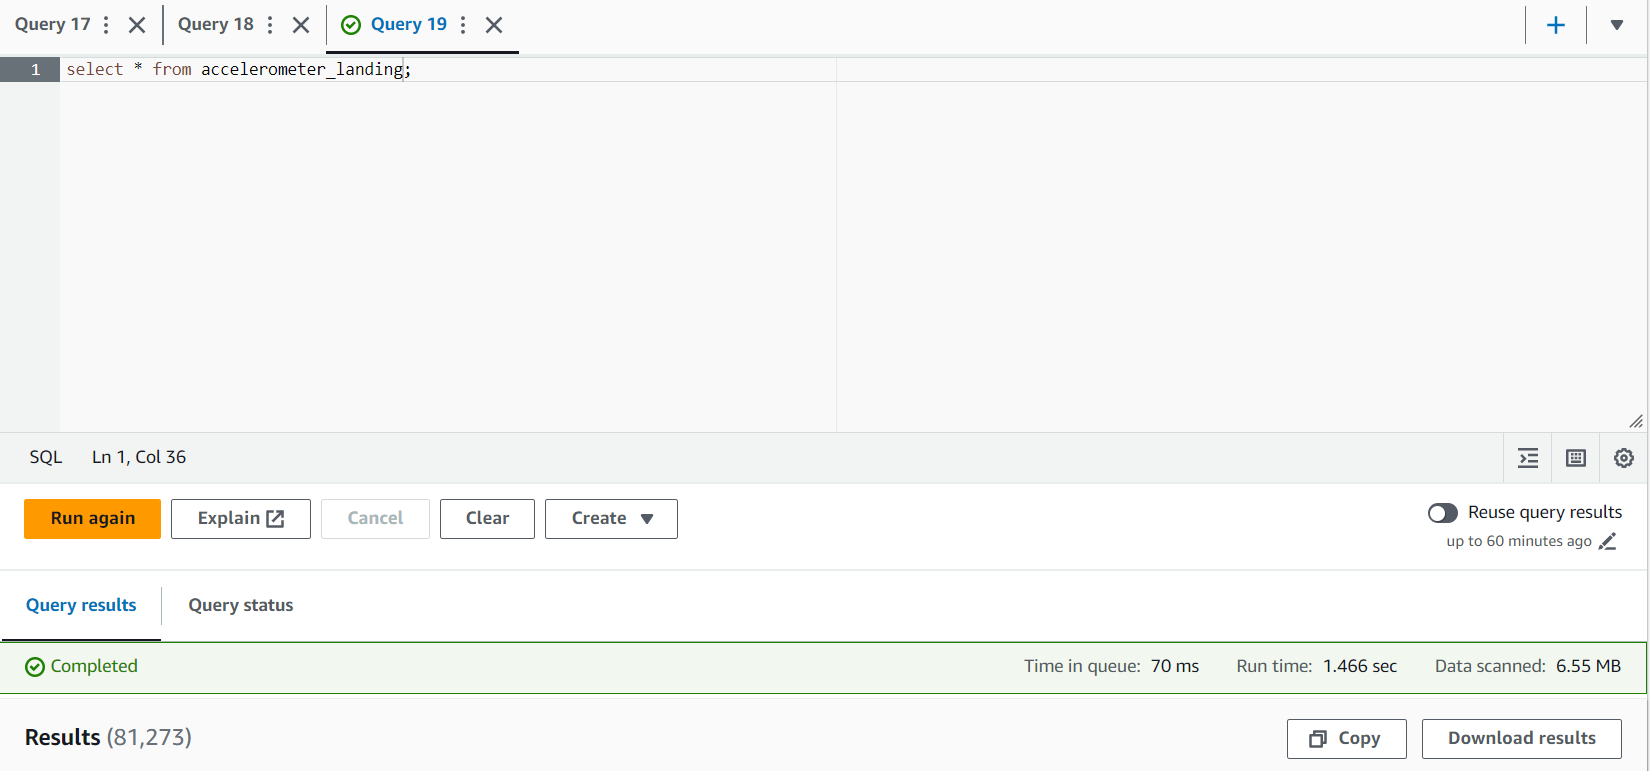 Query 17 Query 18 Query 19
1 select * from accelerometer_landing;
SQL Ln 1, Col 36
Run again Explain Cancel Clear Create Reuse query results
up to 60 minutes ago
Query results Query status
Completed Time in queue: 70 ms Run time: 1.466 sec Data scanned: 6.55 MB
Results (81,273) Copy Download results